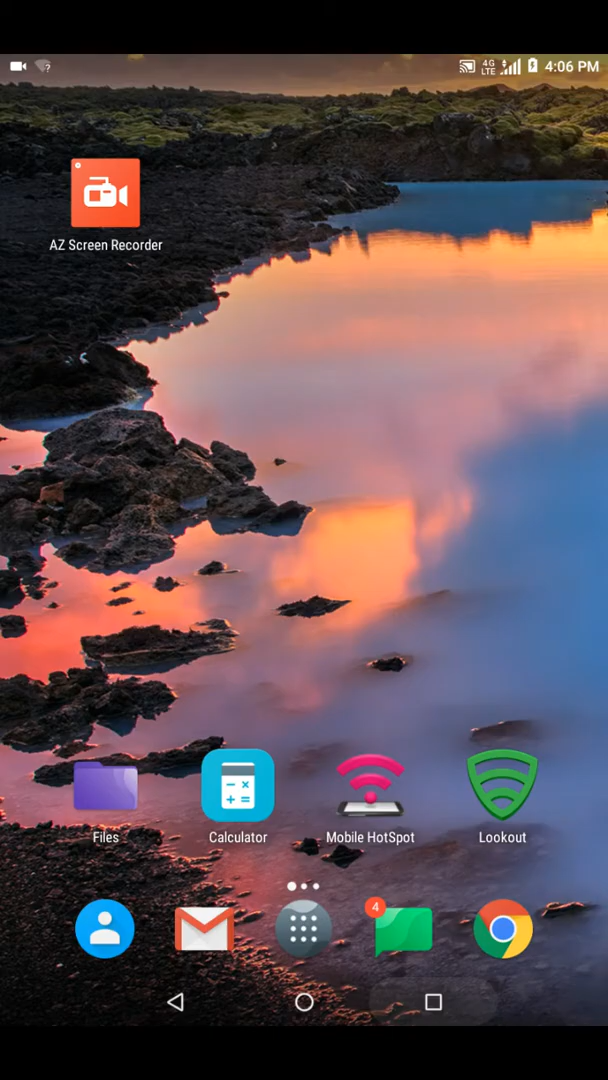 4G
LTE
4:06 PM
AZ Screen Recorder
Files
Calculator
Mobile HotSpot
Lookout
4